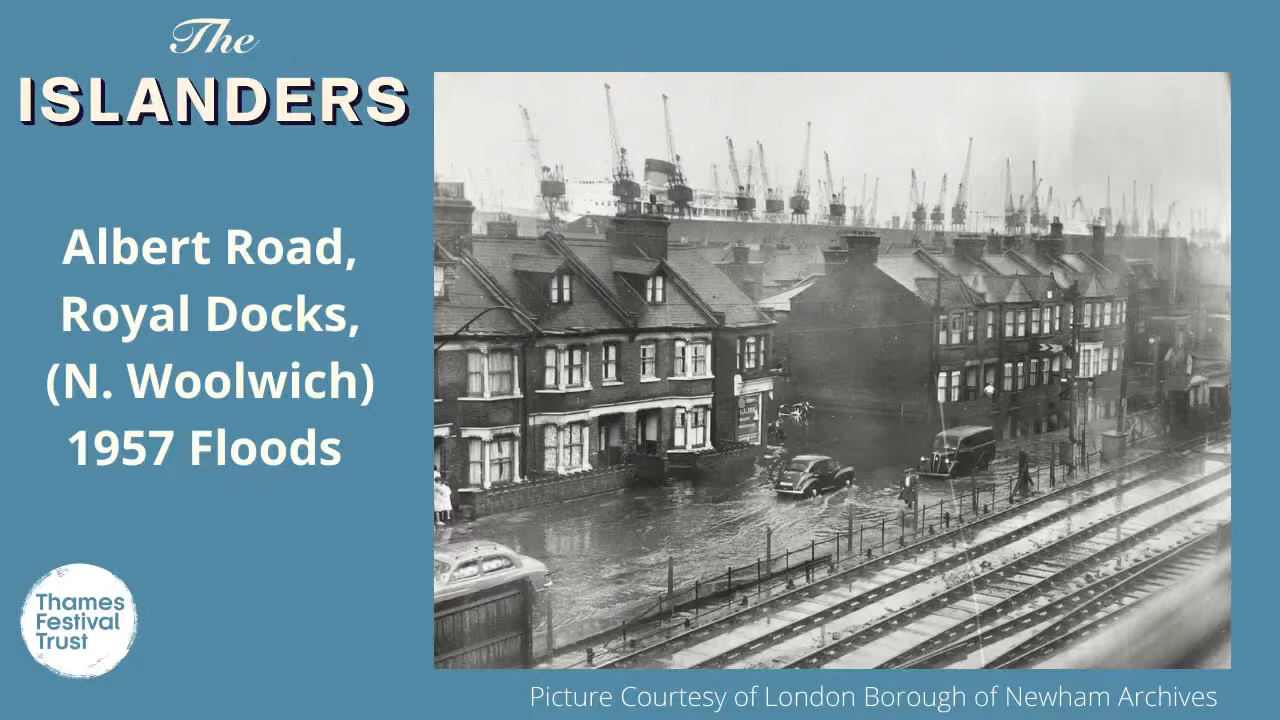 The
ISLANDERS
Albert Road,
Royal Docks,
(N. Woolwich)
1957 Floods
Thames
Festival
Trust
Picture Courtesy of London Borough of Newham Archives